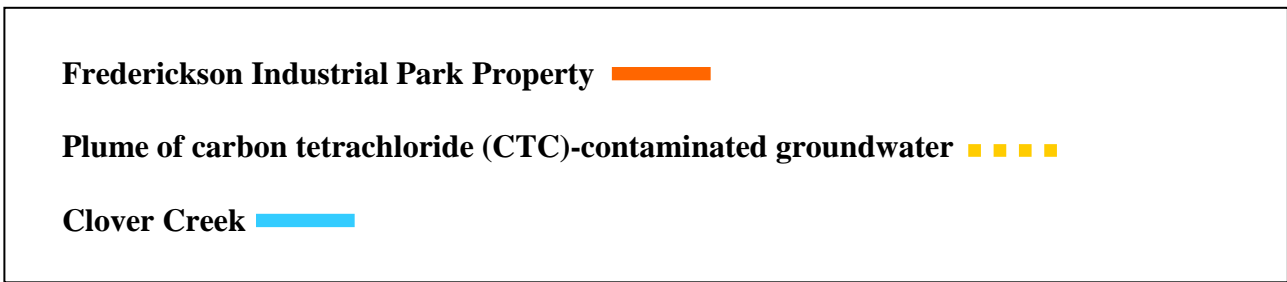 Frederickson Industrial Park Property
Plume of carbon tetrachloride (CTC)-contaminated groundwater
Clover Creek